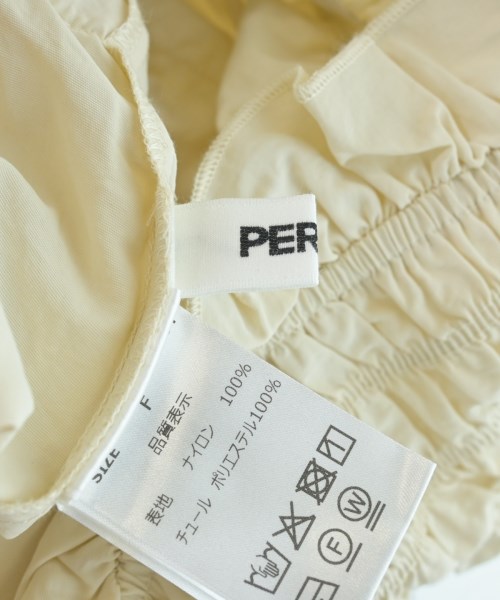 PER
SIZE F
品質表示
表地 ナイロン 100%
チュール ポリエステル100%
W
F